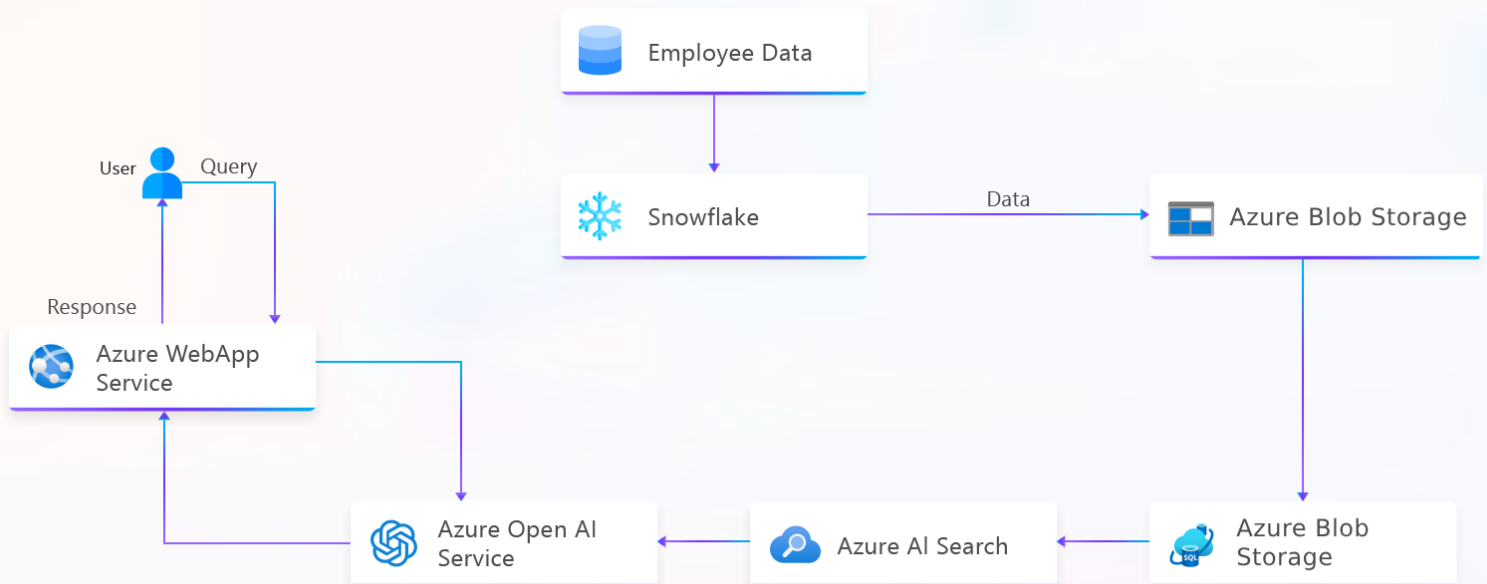 Employee Data
User
Query
Snowflake
Data
Azure Blob Storage
Response
Azure WebApp
Service
Azure Open AI
Service
Azure AI Search
Azure Blob
Storage
SQL